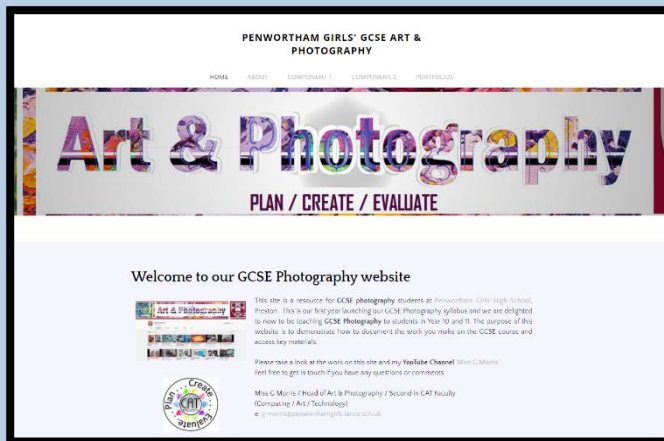 PENWORTHAM GIRLS' GCSE ART &
PHOTOGRAPHY
HOME ABOUT COMPONENT 1 COMPONENT 2 PORTFOLIOS
Art & Photography
PLAN / CREATE / EVALUATE
Welcome to our GCSE Photography website
Art & Photography
This site is a resource for GCSE photography students at Penwortham Girls' High School,
Preston. This is our first year launching our GCSE Photography syllabus and we are delighted
to now to be teaching GCSE Photography to students in Year 10 and 11. The purpose of this
website is to demonstrate how to document the work you make on the GCSE course and
access key materials.
Please take a look at the work on this site and my YouTube Channel 'Miss G Morris'.
Feel free to get in touch if you have any questions or comments.
Plan Create Evaluate
CAT
Miss G Morris / Head of Art & Photography / Second in CAT Faculty
(Computing / Art / Technology)
e: